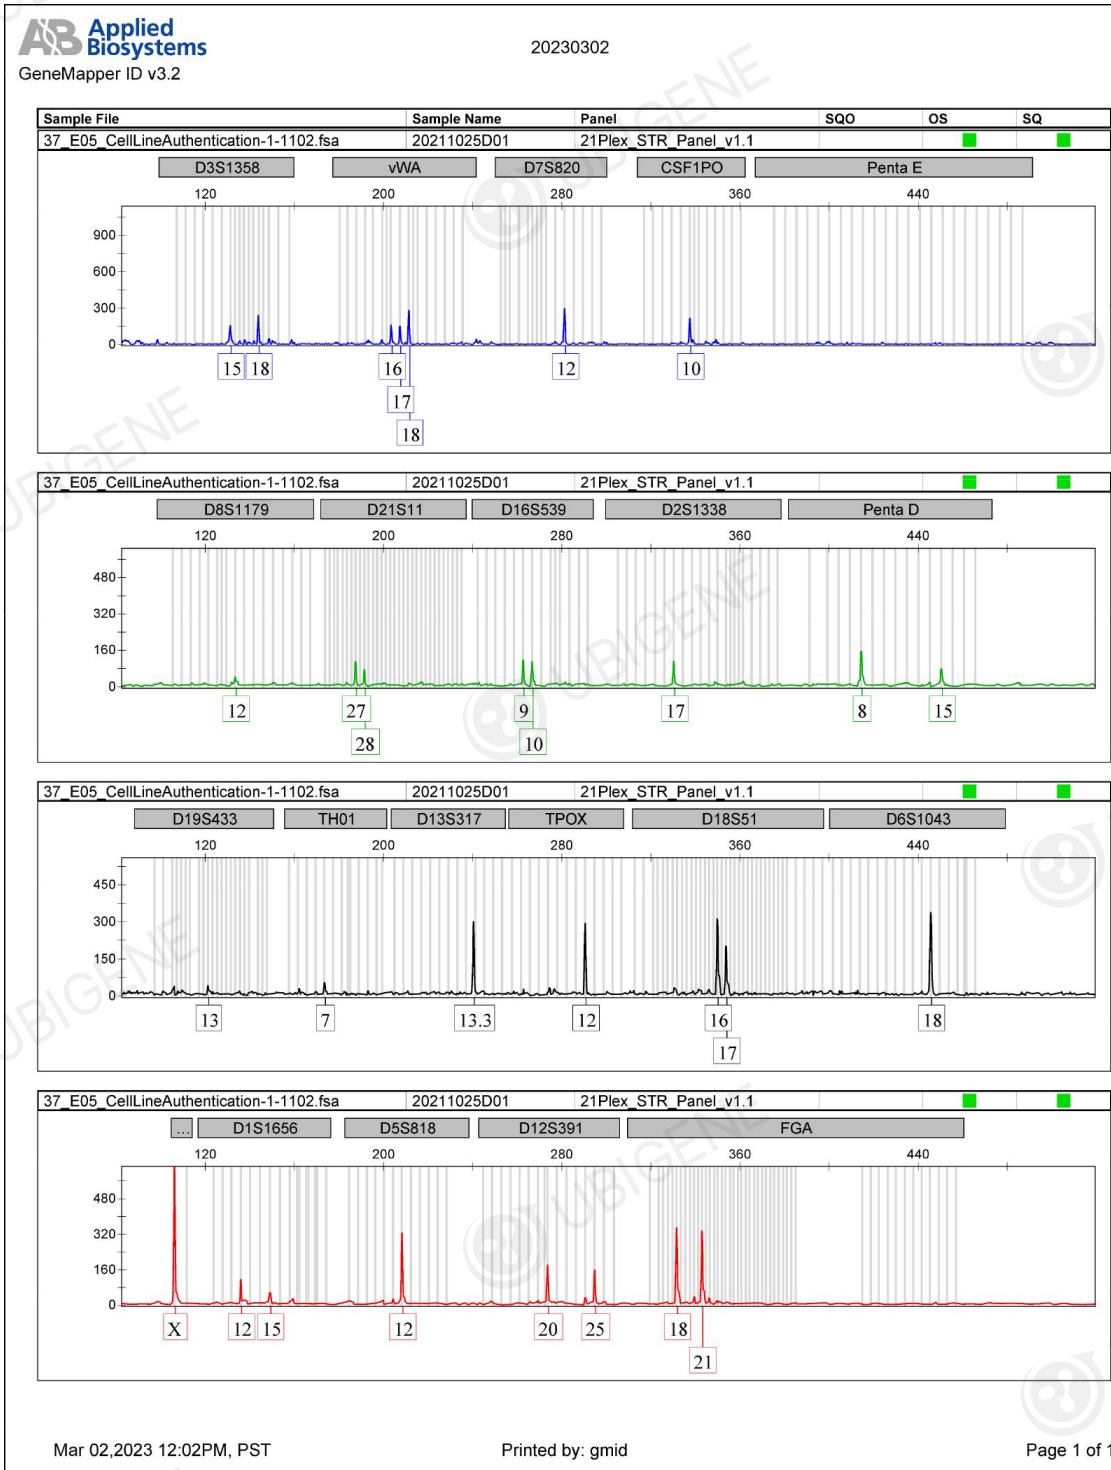 AB Applied Biosystems
GeneMapper ID v3.2
20230302
Sample File Sample Name Panel SQO OS SQ
37_E05_CellLineAuthentication-1-1102.fsa 20211025D01 21Plex_STR_Panel_v1.1
D3S1358 vWA D7S820 CSF1PO Penta E
120 200 280 360 440
900
600
300
0
15 18 16 12 10
17
18
37_E05_CellLineAuthentication-1-1102.fsa 20211025D01 21Plex_STR_Panel_v1.1
D8S1179 D21S11 D16S539 D2S1338 Penta D
120 200 280 360 440
480
320
160
0
12 27 9 17 8 15
28 10
37_E05_CellLineAuthentication-1-1102.fsa 20211025D01 21Plex_STR_Panel_v1.1
D19S433 TH01 D13S317 TPOX D18S51 D6S1043
120 200 280 360 440
450
300
150
0
13 7 13.3 12 16 18
17
37_E05_CellLineAuthentication-1-1102.fsa 20211025D01 21Plex_STR_Panel_v1.1
... D1S1656 D5S818 D12S391 FGA
120 200 280 360 440
480
320
160
0
X 12 15 12 20 25 18
21
Mar 02,2023 12:02PM, PST Printed by: gmid Page 1 of 1
UBIGENE
UBIGENE
UBIGENE
UBIGENE
UBIGENE